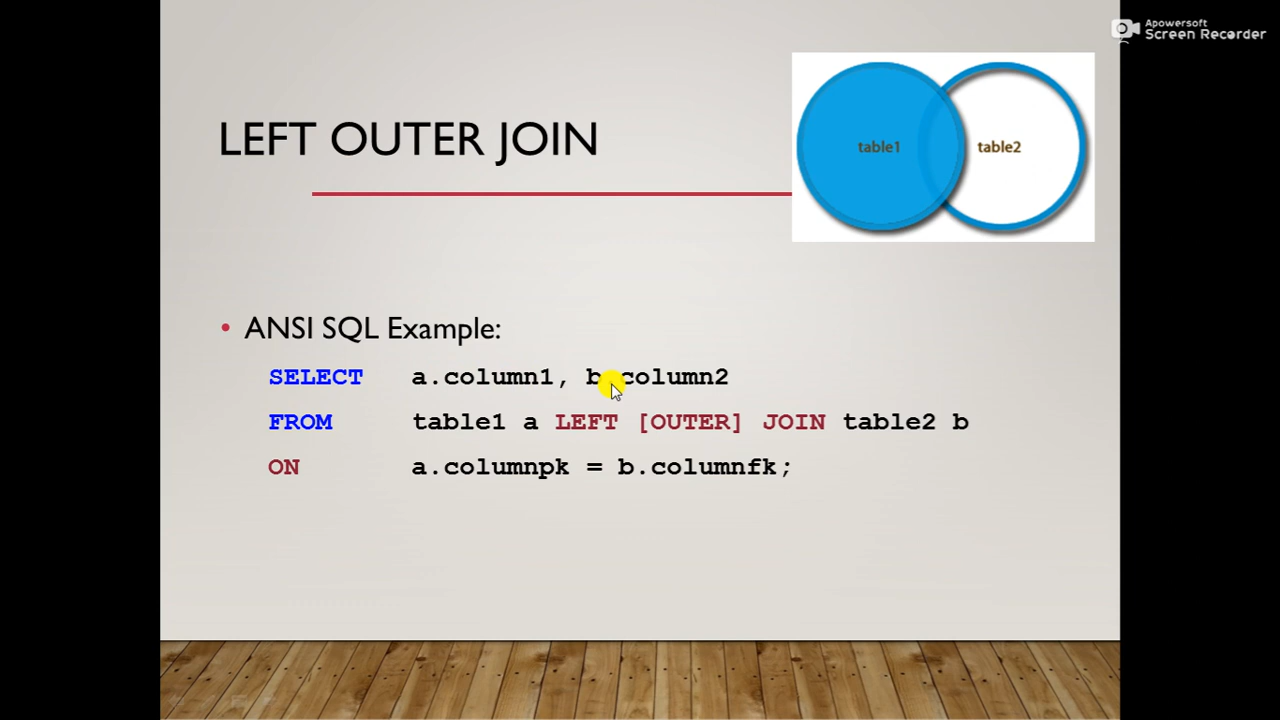 Apowersoft
Screen Recorder
LEFT OUTER JOIN
table1
table2
• ANSI SQL Example:
SELECT a.column1, b.column2
FROM table1 a LEFT [OUTER] JOIN table2 b
ON a.columnpk = b.columnfk;